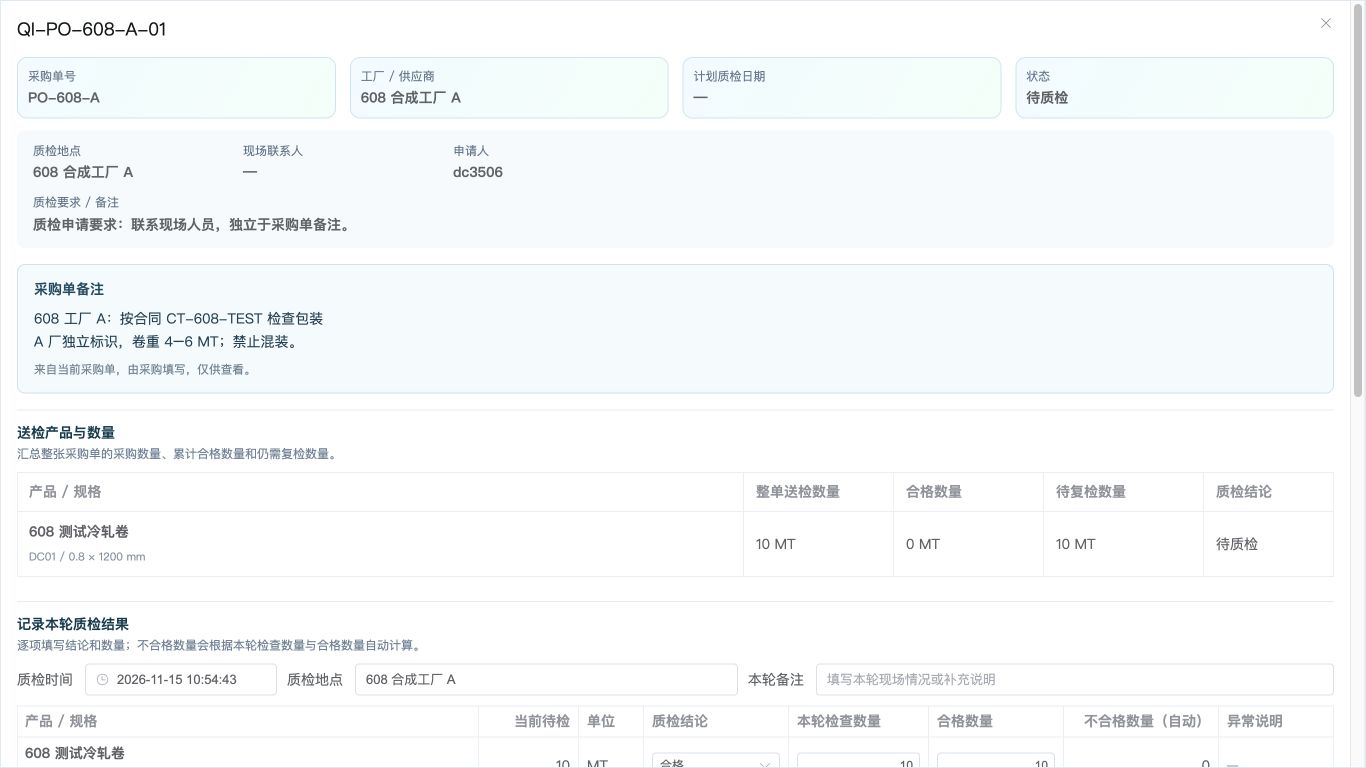 QI-PO-608-A-01
采购单号
PO-608-A
工厂 / 供应商
608 合成工厂 A
计划质检日期
—
状态
待质检
质检地点 现场联系人 申请人
608 合成工厂 A — dc3506
质检要求 / 备注
质检申请要求：联系现场人员，独立于采购单备注。
采购单备注
608 工厂 A：按合同 CT-608-TEST 检查包装
A 厂独立标识，卷重 4–6 MT；禁止混装。
来自当前采购单，由采购填写，仅供查看。
送检产品与数量
汇总整张采购单的采购数量、累计合格数量和仍需复检数量。
产品 / 规格 整单送检数量 合格数量 待复检数量 质检结论
608 测试冷轧卷
DC01 / 0.8 × 1200 mm
10 MT 0 MT 10 MT 待质检
记录本轮质检结果
逐项填写结论和数量；不合格数量会根据本轮检查数量与合格数量自动计算。
质检时间 2026-11-15 10:54:43 质检地点 608 合成工厂 A 本轮备注 填写本轮现场情况或补充说明
产品 / 规格 当前待检 单位 质检结论 本轮检查数量 合格数量 不合格数量（自动） 异常说明
608 测试冷轧卷
10 MT 合格 10 10 0 —